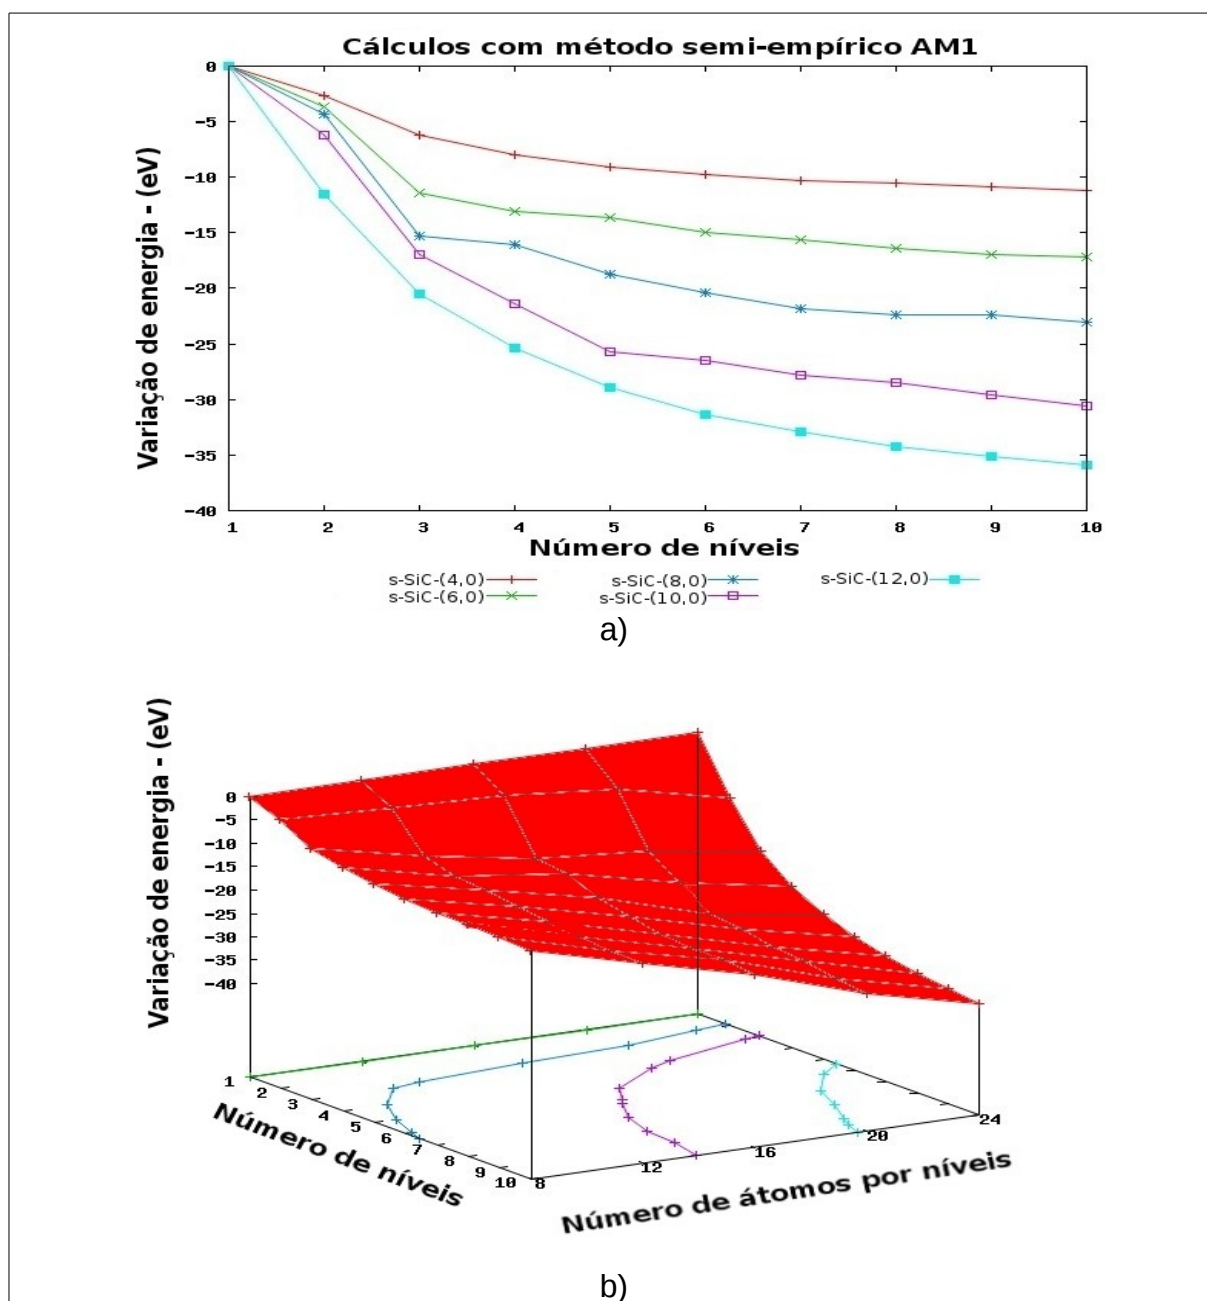 Cálculos com método semi-empírico AM1
Variação de energia - (eV)
0
-5
-10
-15
-20
-25
-30
-35
-40
1 2 3 4 5 6 7 8 9 10
Número de níveis
s-SiC-(4,0) s-SiC-(8,0) s-SiC-(12,0)
s-SiC-(6,0) s-SiC-(10,0)
a)
Variação de energia - (eV)
0
-5
-10
-15
-20
-25
-30
-35
-40
1 2 3 4 5 6 7 8 9 10
Número de níveis
8 12 16 20 24
Número de átomos por níveis
b)